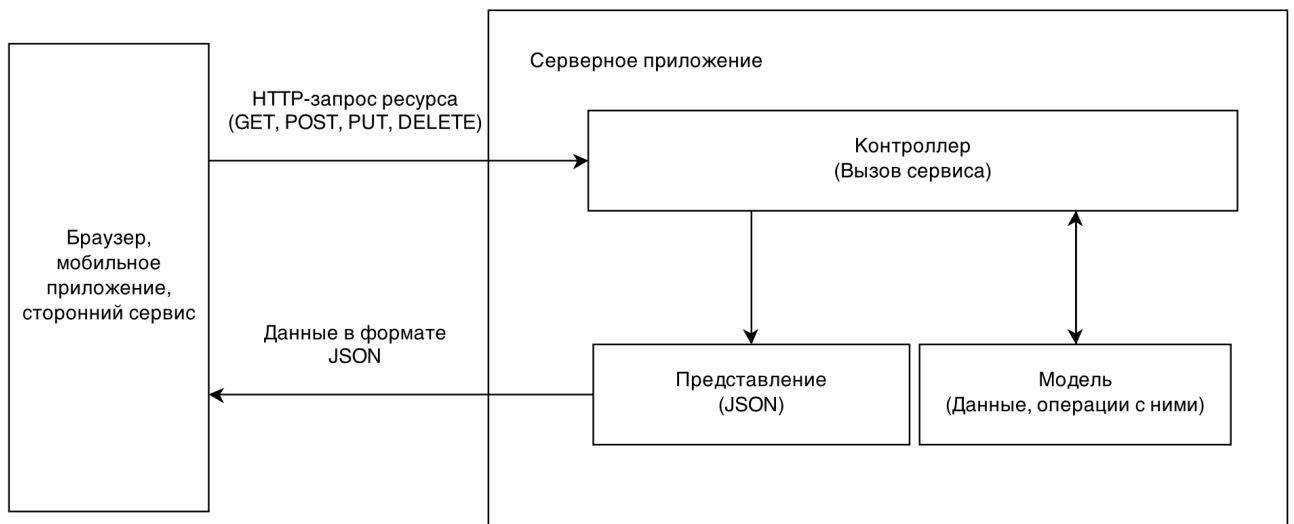 Серверное приложение
HTTP-запрос ресурса
(GET, POST, PUT, DELETE)
Контроллер
(Вызов сервиса)
Браузер,
мобильное
приложение,
сторонний сервис
Данные в формате
JSON
Представление
(JSON)
Модель
(Данные, операции с ними)